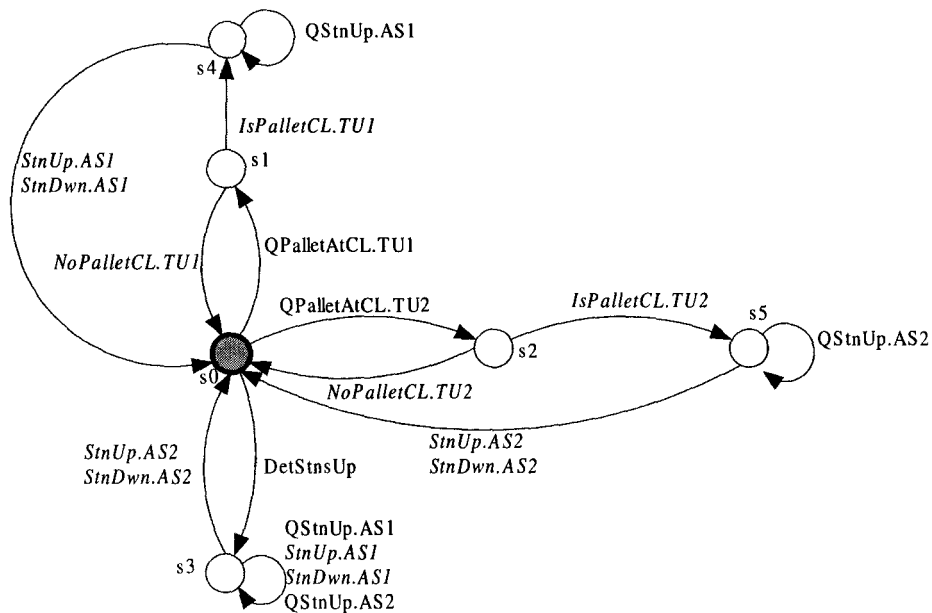 QStnUp.AS1
s4
IsPalletCL.TU1
StnUp.AS1
StnDwn.AS1
s1
NoPalletCL.TU1
QPalletAtCL.TU1
QPalletAtCL.TU2
IsPalletCL.TU2
s5
QStnUp.AS2
s2
s0
NoPalletCL.TU2
StnUp.AS2
StnDwn.AS2
StnUp.AS2
StnDwn.AS2
DetStnsUp
QStnUp.AS1
StnUp.AS1
StnDwn.AS1
QStnUp.AS2
s3